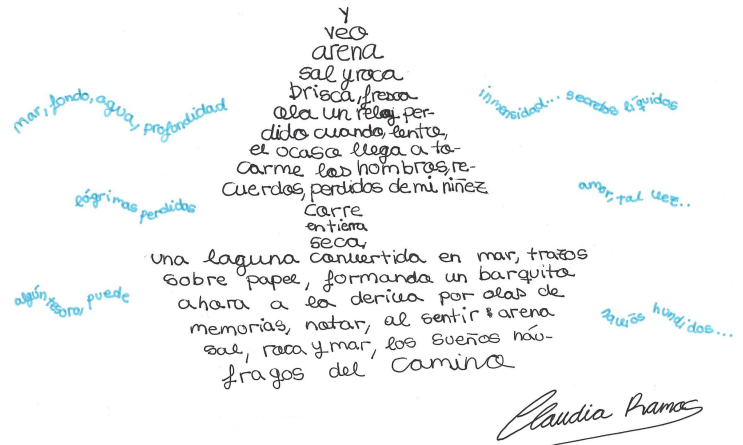 y
veo
arena
sal y roca
brisca, fresca
ola un reloj per-
dido cuando, lento,
el ocaso llega a to-
carme los hombros, re-
cuerdos, perdidos de mi niñez
corre
en tierra
seca,
una laguna convertida en mar, trazos
sobre papel, formando un barquito
ahora a la deriva por olas de
memorias, notar, al sentir arena
sal, roca y mar, los sueños náu-
fragos del camino
mar, fondo, agua, profundidad
lágrimas perdidas
algún tesoro, puede
inmensidad... secretos líquidos
amor, tal vez..
navíos hundidos...
Claudia Ramos